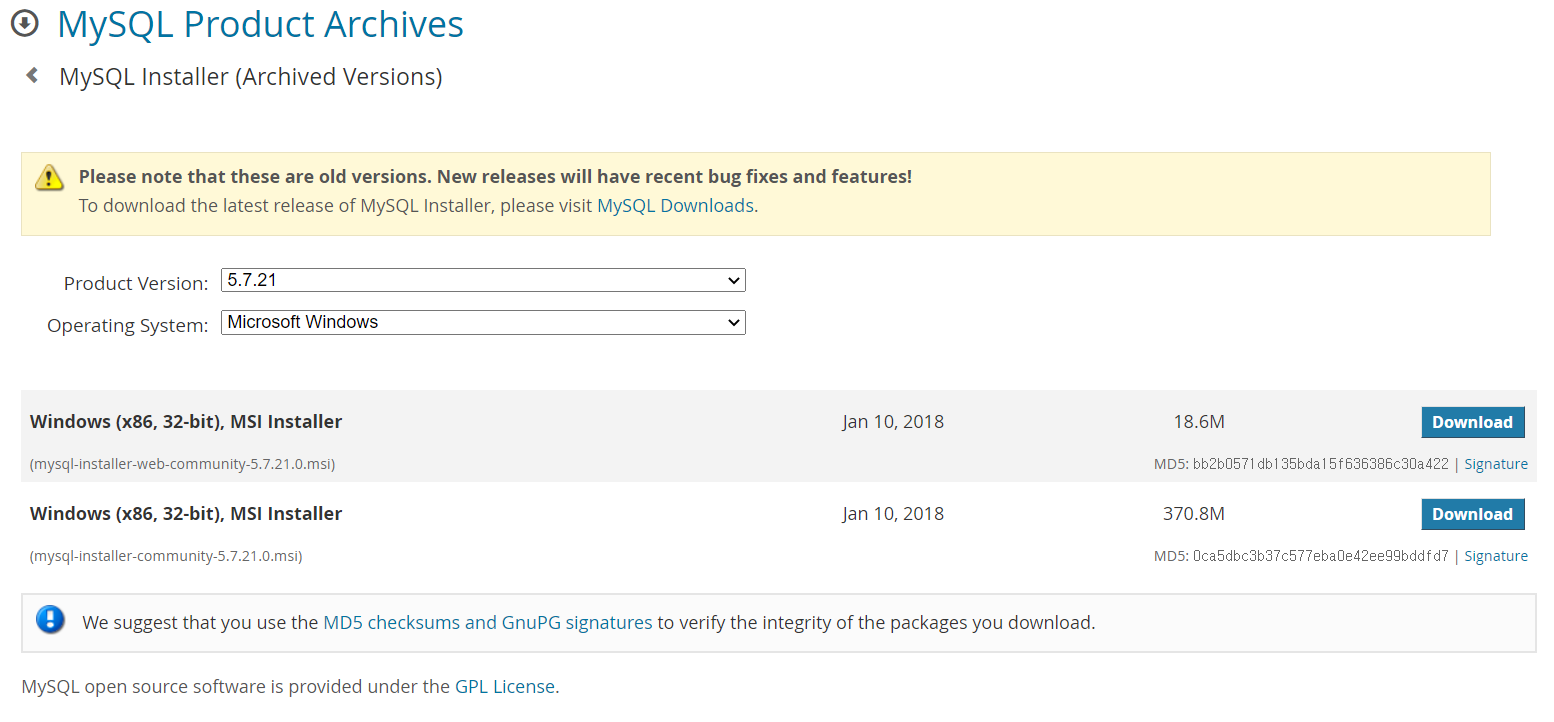 MySQL Product Archives
MySQL Installer (Archived Versions)
Please note that these are old versions. New releases will have recent bug fixes and features!
To download the latest release of MySQL Installer, please visit MySQL Downloads.
Product Version: 5.7.21
Operating System: Microsoft Windows
Windows (x86, 32-bit), MSI Installer Jan 10, 2018 18.6M Download
(mysql-installer-web-community-5.7.21.0.msi) MD5: bb2b0571db135bda15f636386c30a422 | Signature
Windows (x86, 32-bit), MSI Installer Jan 10, 2018 370.8M Download
(mysql-installer-community-5.7.21.0.msi) MD5: 0ca5dbc3b37c577eba0e42ee99bddfd7 | Signature
We suggest that you use the MD5 checksums and GnuPG signatures to verify the integrity of the packages you download.
MySQL open source software is provided under the GPL License.